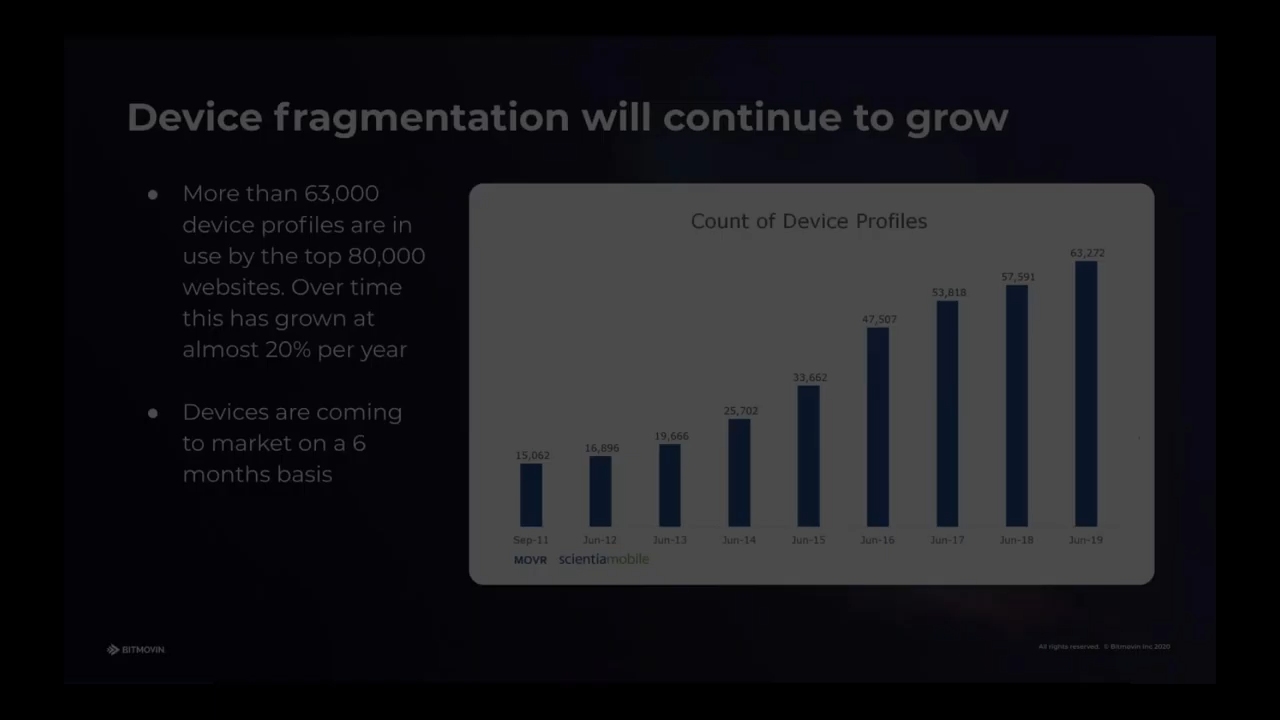 Device fragmentation will continue to grow
● More than 63,000
device profiles are in
use by the top 80,000
websites. Over time
this has grown at
almost 20% per year
● Devices are coming
to market on a 6
months basis
Count of Device Profiles
15,062
16,896
19,666
25,702
33,662
47,507
53,818
57,591
63,272
Sep-11
Jun-12
Jun-13
Jun-14
Jun-15
Jun-16
Jun-17
Jun-18
Jun-19
MOVR scientiamobile
BITMOVIN
All rights reserved. © Bitmovin Inc 2020